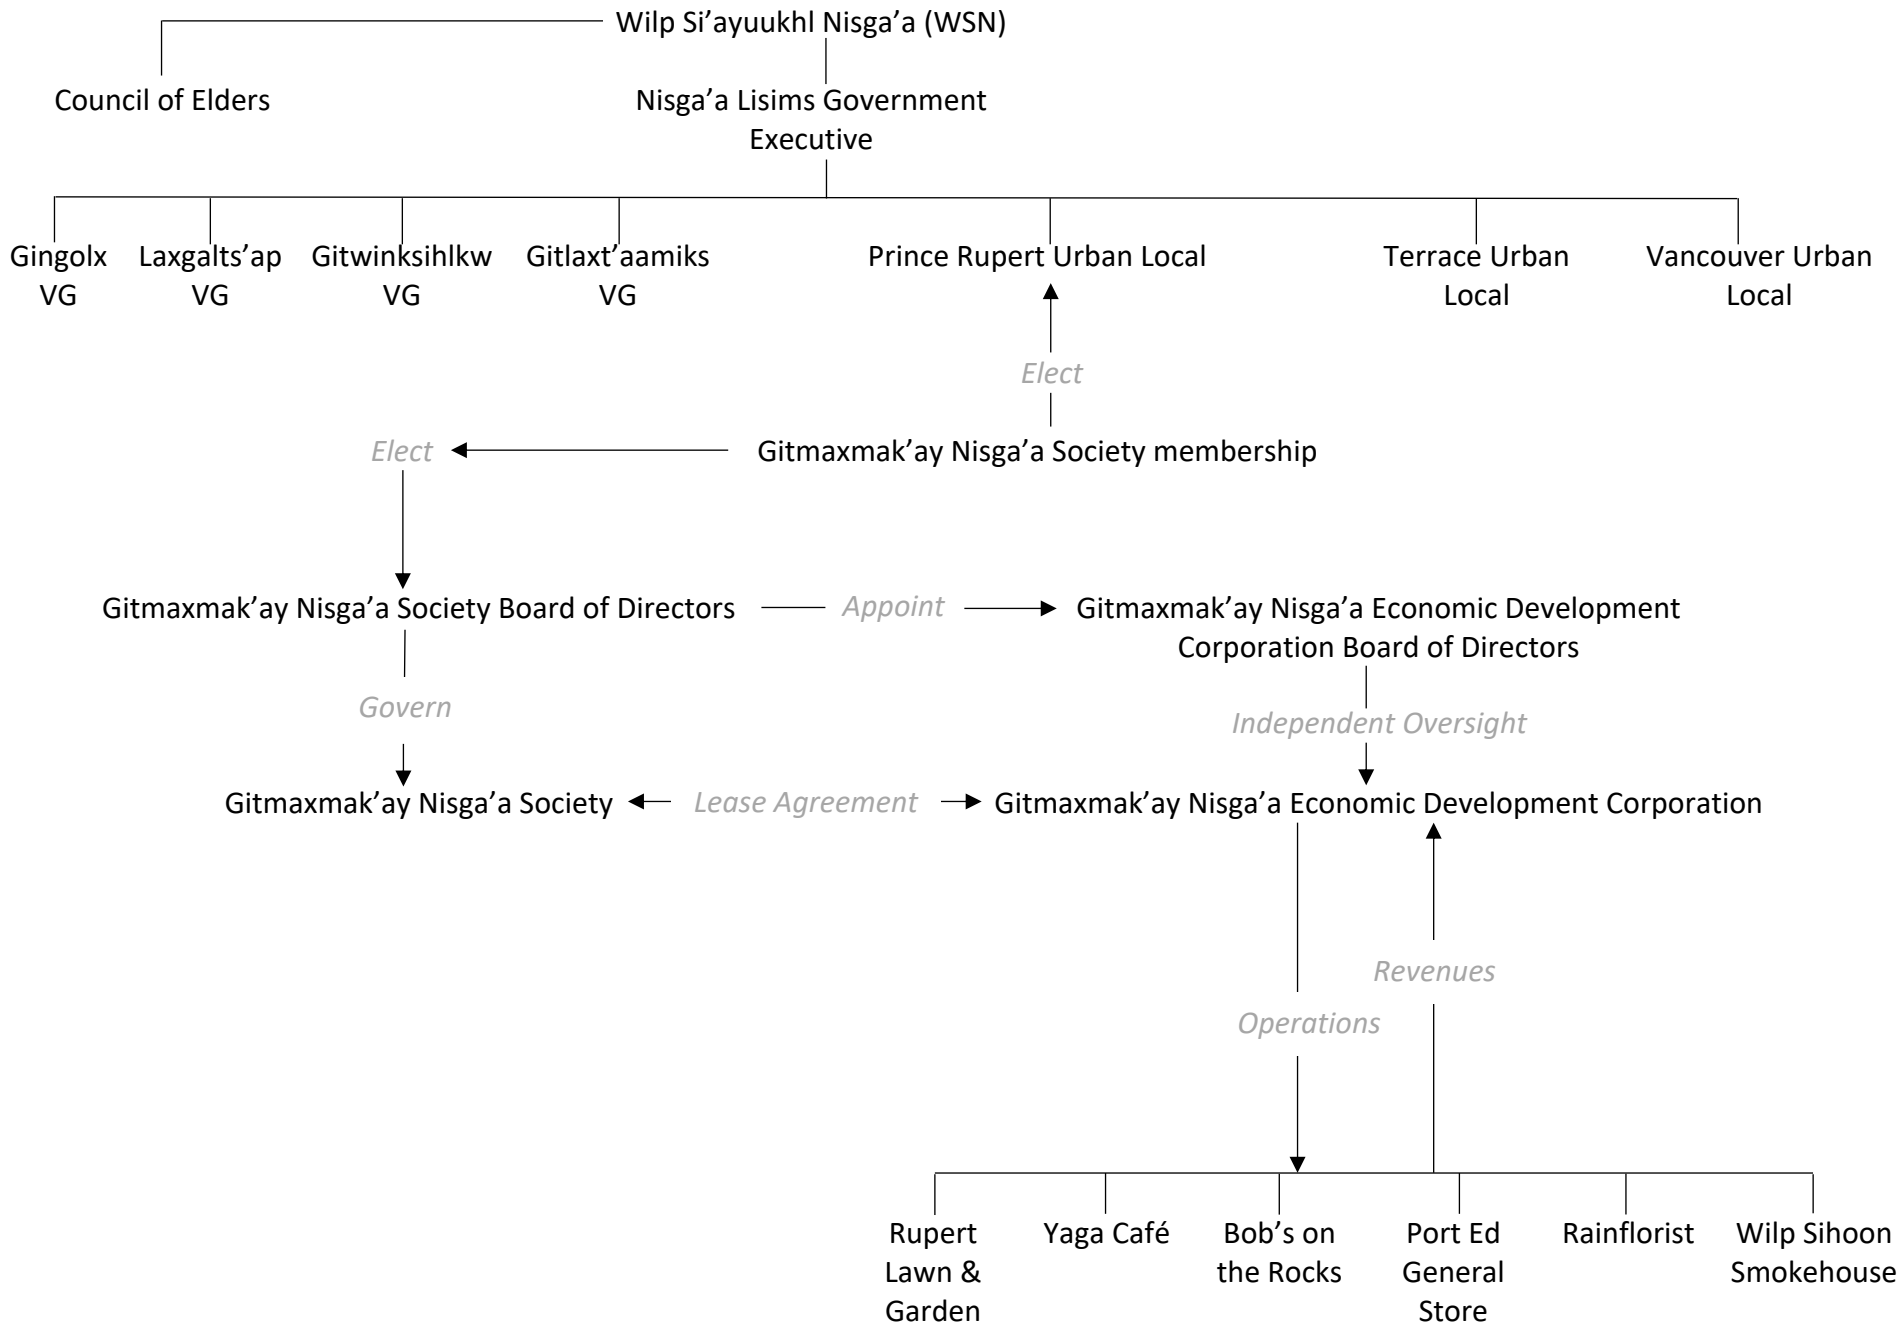 Wilp Si’ayuukhl Nisga’a (WSN)
Council of Elders
Nisga’a Lisims Government
Executive
Gingolx
VG
Laxgalts’ap
VG
Gitwinksihlkw
VG
Gitlaxt’aamiks
VG
Prince Rupert Urban Local
Terrace Urban
Local
Vancouver Urban
Local
Elect
Elect
Gitmaxmak’ay Nisga’a Society membership
Gitmaxmak’ay Nisga’a Society Board of Directors
Appoint
Gitmaxmak’ay Nisga’a Economic Development
Corporation Board of Directors
Govern
Independent Oversight
Gitmaxmak’ay Nisga’a Society
Lease Agreement
Gitmaxmak’ay Nisga’a Economic Development Corporation
Revenues
Operations
Rupert
Lawn &
Garden
Yaga Café
Bob’s on
the Rocks
Port Ed
General
Store
Rainflorist
Wilp Sihoon
Smokehouse